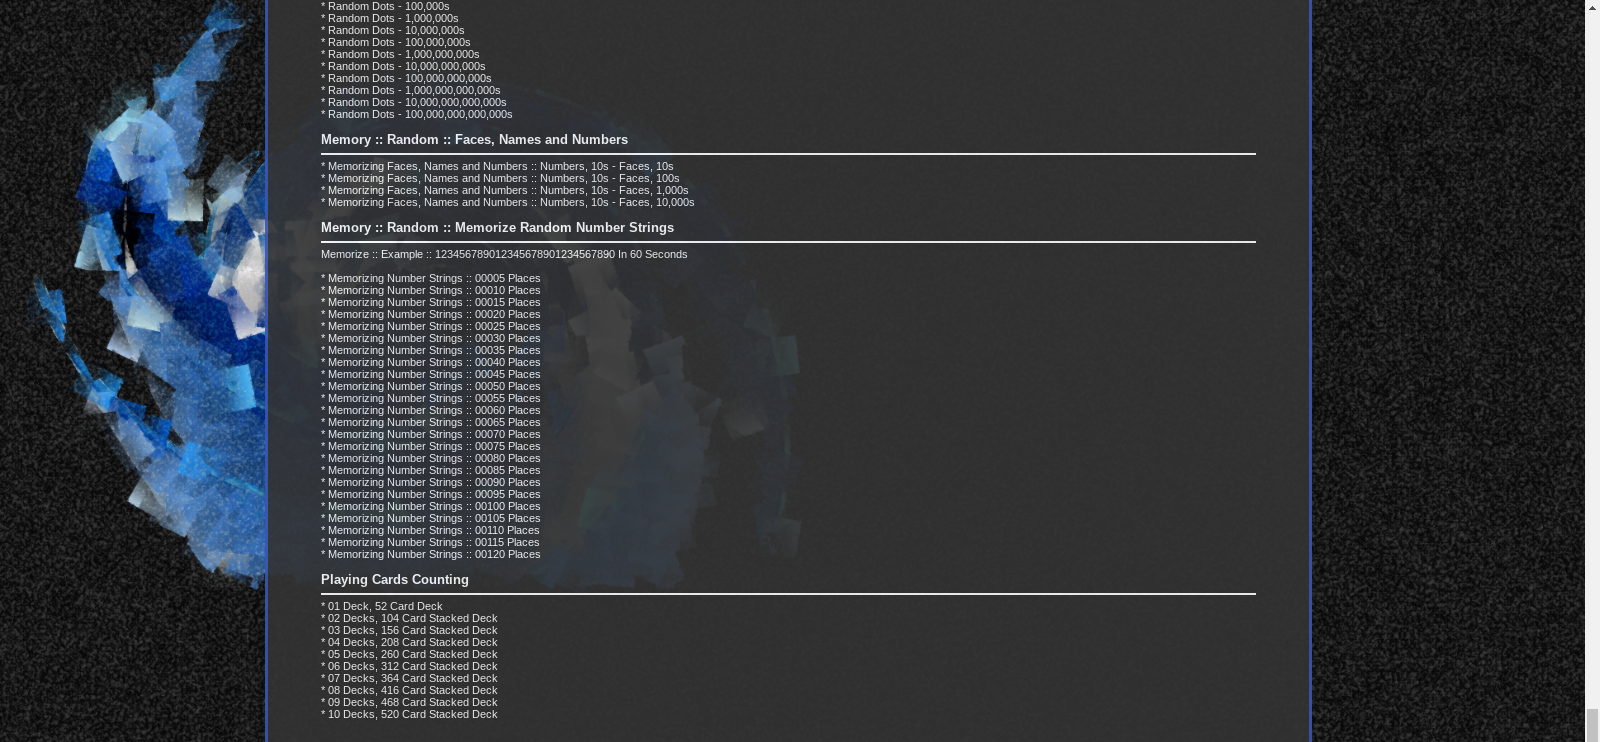 * Random Dots - 100,000s
* Random Dots - 1,000,000s
* Random Dots - 10,000,000s
* Random Dots - 100,000,000s
* Random Dots - 1,000,000,000s
* Random Dots - 10,000,000,000s
* Random Dots - 100,000,000,000s
* Random Dots - 1,000,000,000,000s
* Random Dots - 10,000,000,000,000s
* Random Dots - 100,000,000,000,000s
Memory :: Random :: Faces, Names and Numbers
* Memorizing Faces, Names and Numbers :: Numbers, 10s - Faces, 10s
* Memorizing Faces, Names and Numbers :: Numbers, 10s - Faces, 100s
* Memorizing Faces, Names and Numbers :: Numbers, 10s - Faces, 1,000s
* Memorizing Faces, Names and Numbers :: Numbers, 10s - Faces, 10,000s
Memory :: Random :: Memorize Random Number Strings
Memorize :: Example :: 123456789012345678901234567890 In 60 Seconds
* Memorizing Number Strings :: 00005 Places
* Memorizing Number Strings :: 00010 Places
* Memorizing Number Strings :: 00015 Places
* Memorizing Number Strings :: 00020 Places
* Memorizing Number Strings :: 00025 Places
* Memorizing Number Strings :: 00030 Places
* Memorizing Number Strings :: 00035 Places
* Memorizing Number Strings :: 00040 Places
* Memorizing Number Strings :: 00045 Places
* Memorizing Number Strings :: 00050 Places
* Memorizing Number Strings :: 00055 Places
* Memorizing Number Strings :: 00060 Places
* Memorizing Number Strings :: 00065 Places
* Memorizing Number Strings :: 00070 Places
* Memorizing Number Strings :: 00075 Places
* Memorizing Number Strings :: 00080 Places
* Memorizing Number Strings :: 00085 Places
* Memorizing Number Strings :: 00090 Places
* Memorizing Number Strings :: 00095 Places
* Memorizing Number Strings :: 00100 Places
* Memorizing Number Strings :: 00105 Places
* Memorizing Number Strings :: 00110 Places
* Memorizing Number Strings :: 00115 Places
* Memorizing Number Strings :: 00120 Places
Playing Cards Counting
* 01 Deck, 52 Card Deck
* 02 Decks, 104 Card Stacked Deck
* 03 Decks, 156 Card Stacked Deck
* 04 Decks, 208 Card Stacked Deck
* 05 Decks, 260 Card Stacked Deck
* 06 Decks, 312 Card Stacked Deck
* 07 Decks, 364 Card Stacked Deck
* 08 Decks, 416 Card Stacked Deck
* 09 Decks, 468 Card Stacked Deck
* 10 Decks, 520 Card Stacked Deck